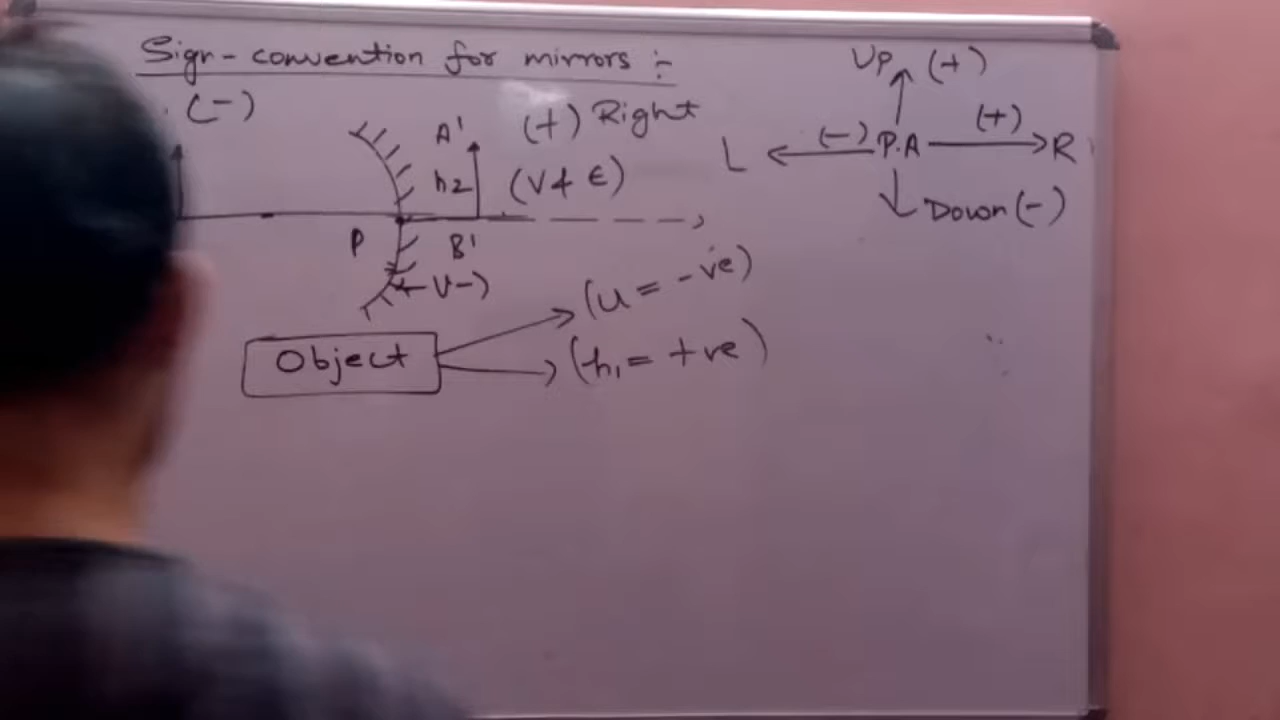 Sign-convention for mirrors :-
(-)
A'
(+) Right
h2
(V & E)
P
B'
← V →)
Object
(u = -ve)
(h₁ = +ve)
Up (+)
L (-) P.A (+) R
Down (-)